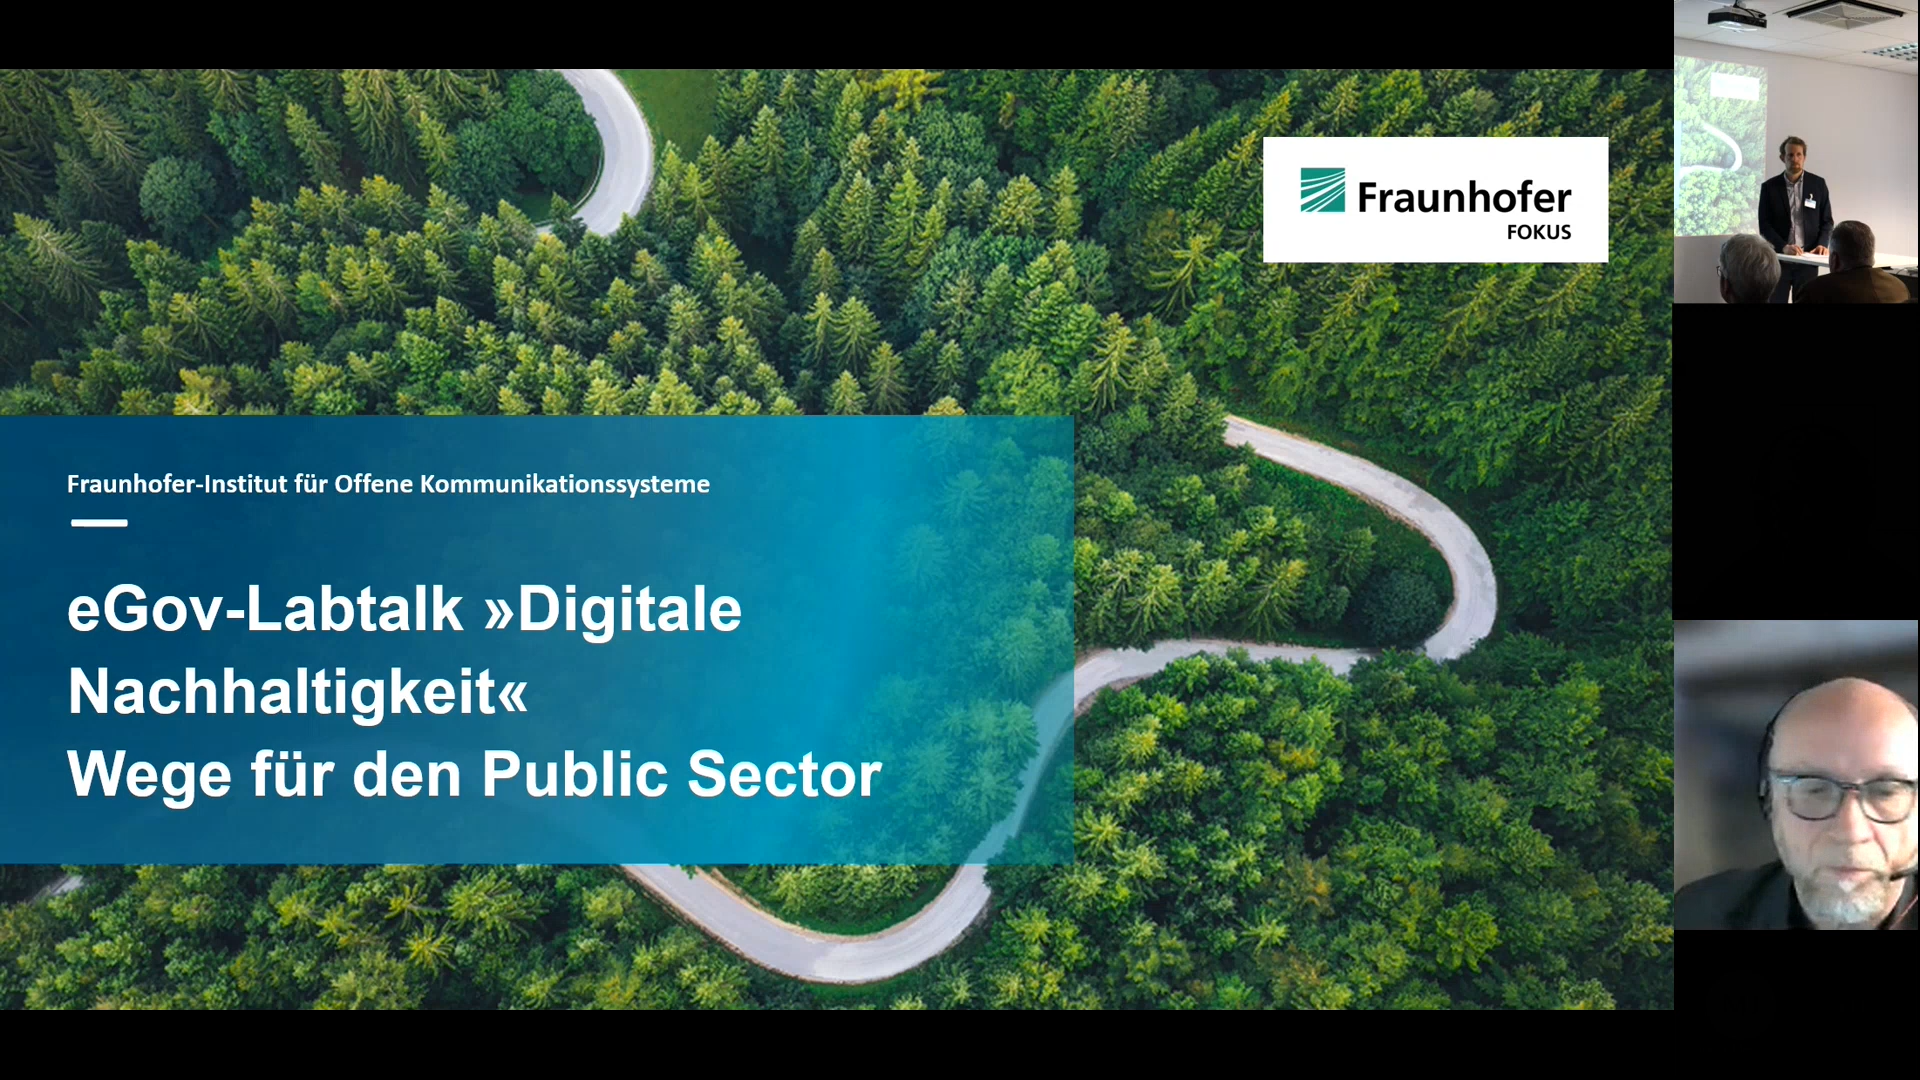 Fraunhofer
FOKUS
Fraunhofer-Institut für Offene Kommunikationssysteme
eGov-Labtalk »Digitale
Nachhaltigkeit«
Wege für den Public Sector